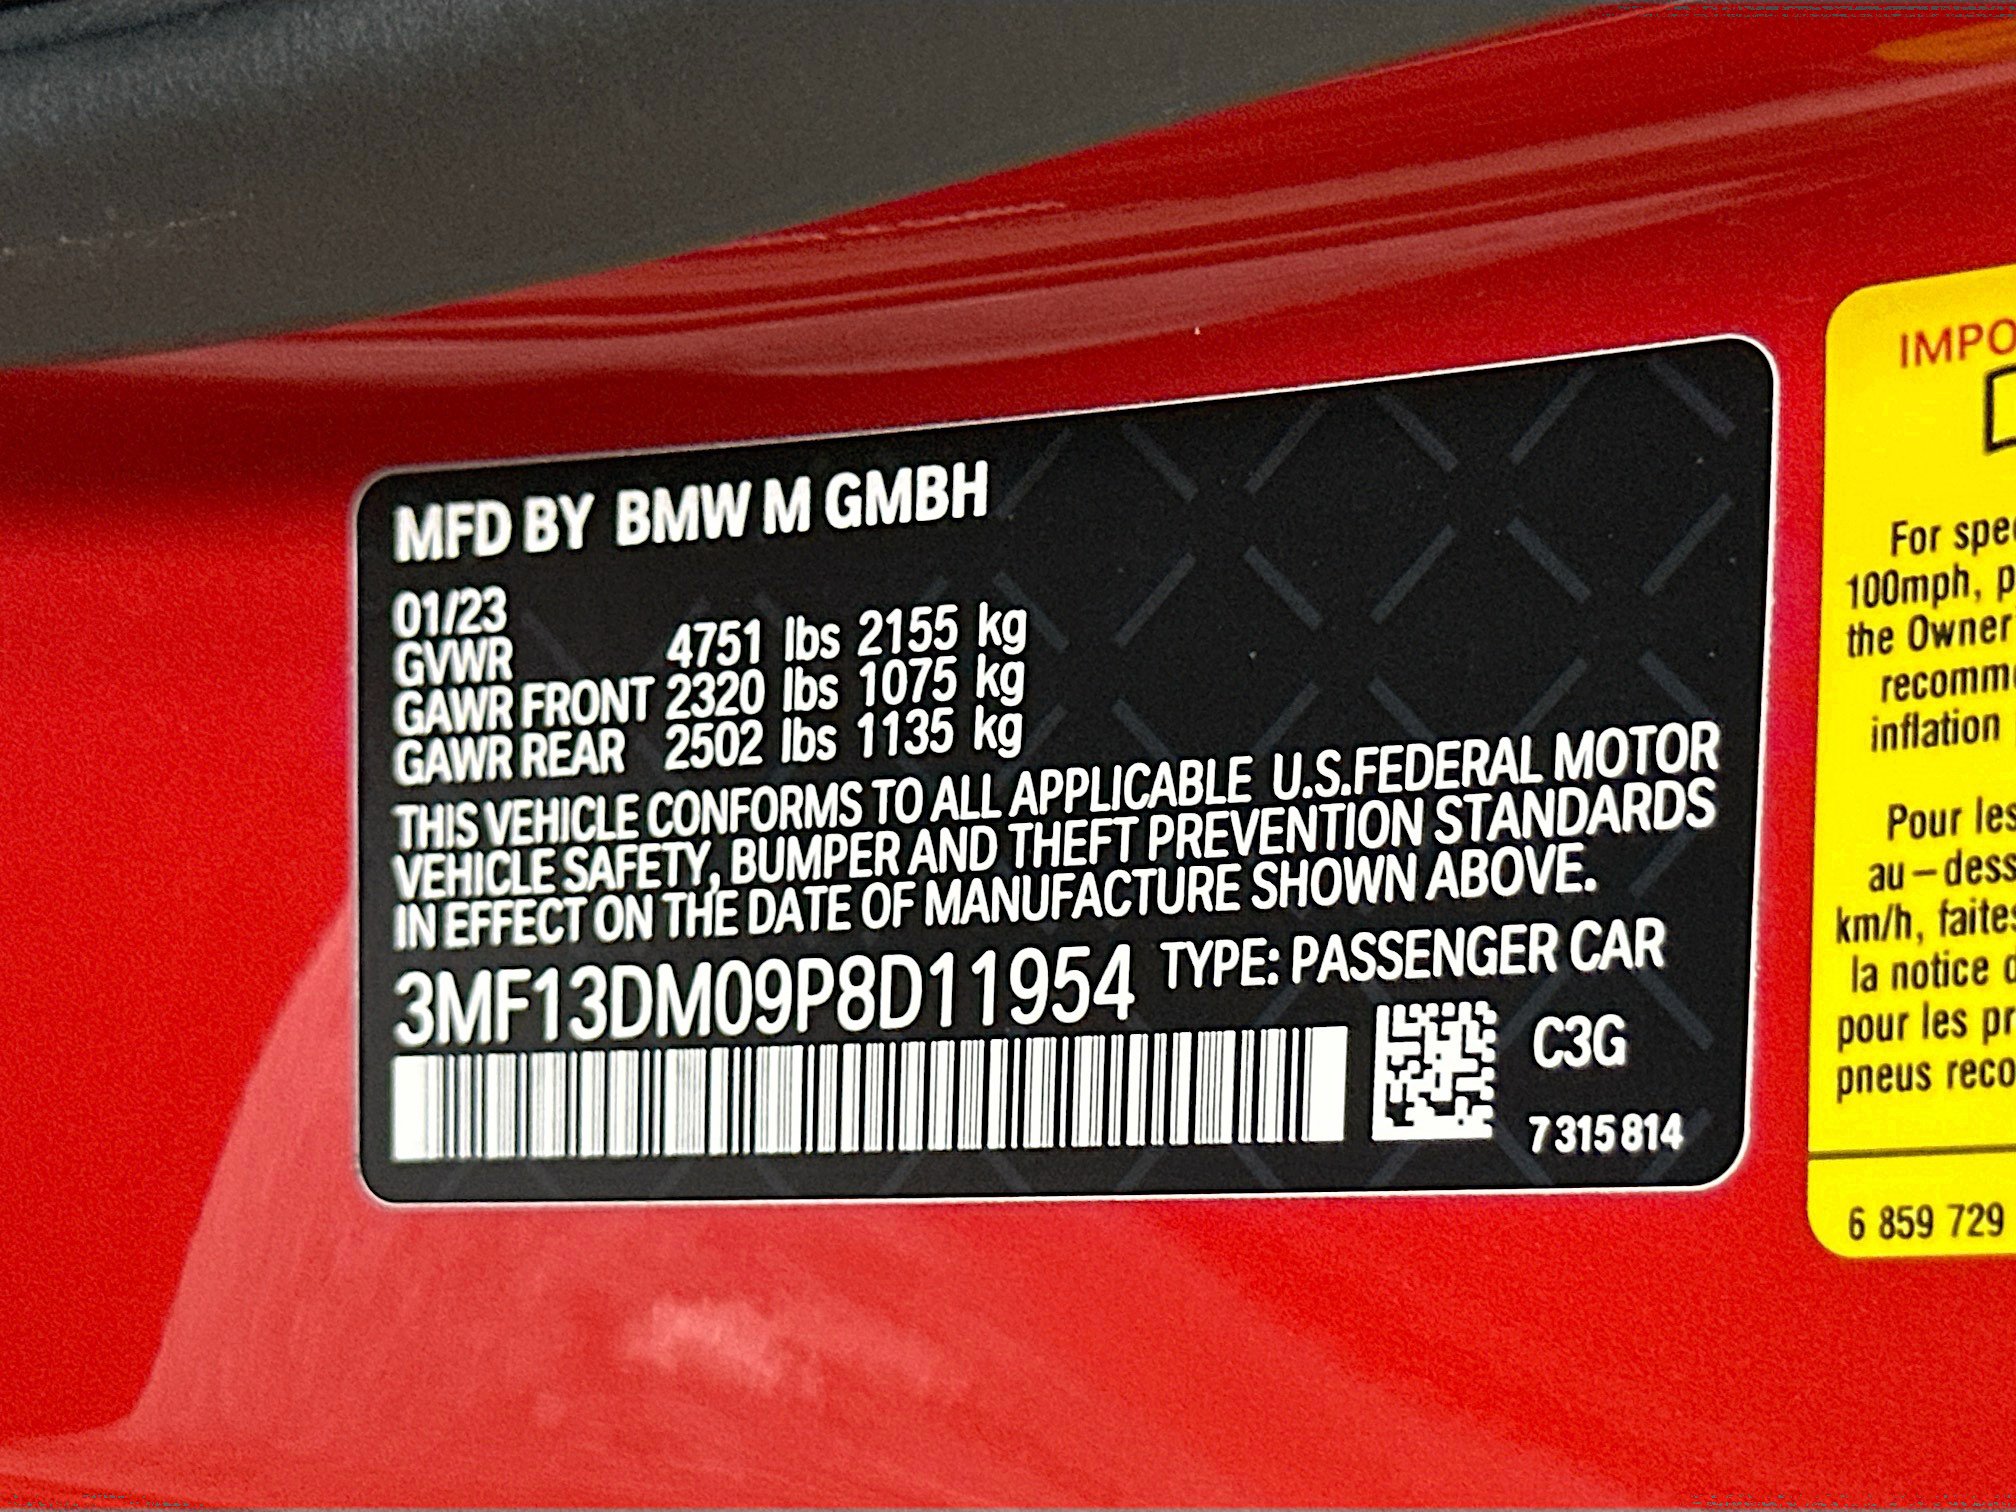 MFD BY BMW M GMBH
01/23
GVWR 4751 lbs 2155 kg
GAWR FRONT 2320 lbs 1075 kg
GAWR REAR 2502 lbs 1135 kg
THIS VEHICLE CONFORMS TO ALL APPLICABLE U.S.FEDERAL MOTOR
VEHICLE SAFETY, BUMPER AND THEFT PREVENTION STANDARDS
IN EFFECT ON THE DATE OF MANUFACTURE SHOWN ABOVE.
3MF13DM09P8D11954 TYPE: PASSENGER CAR
C3G
7 315 814
IMPO
For spe
100mph, p
the Owner
recomm
inflation
Pour les
au-dess
km/h, faites
la notice
pour les pr
pneus reco
6 859 729